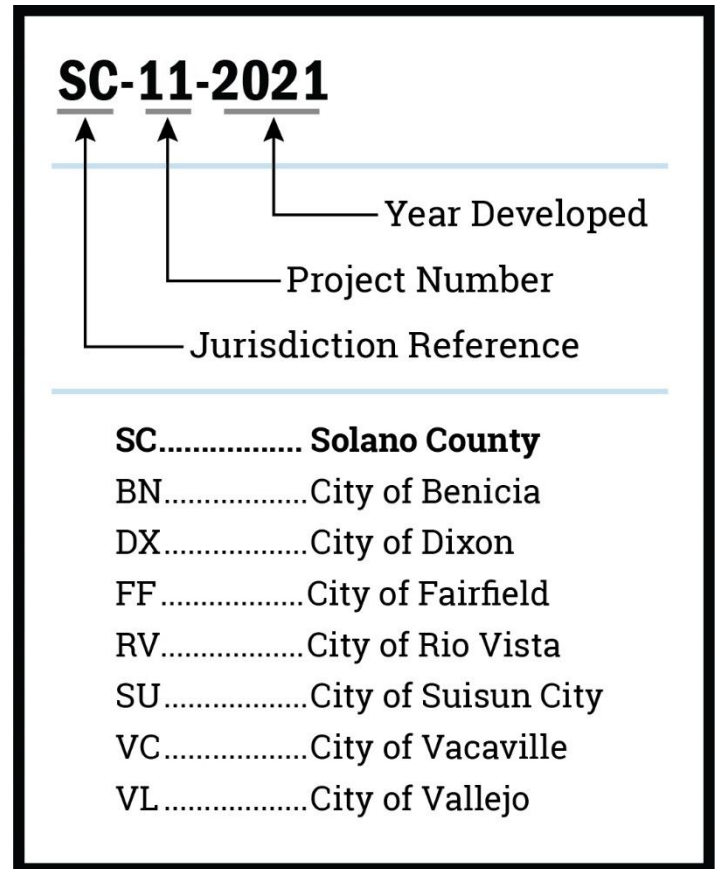 SC-11-2021
Year Developed
Project Number
Jurisdiction Reference
SC................. Solano County
BN.................City of Benicia
DX.................City of Dixon
FF.................City of Fairfield
RV.................City of Rio Vista
SU.................City of Suisun City
VC.................City of Vacaville
VL.................City of Vallejo